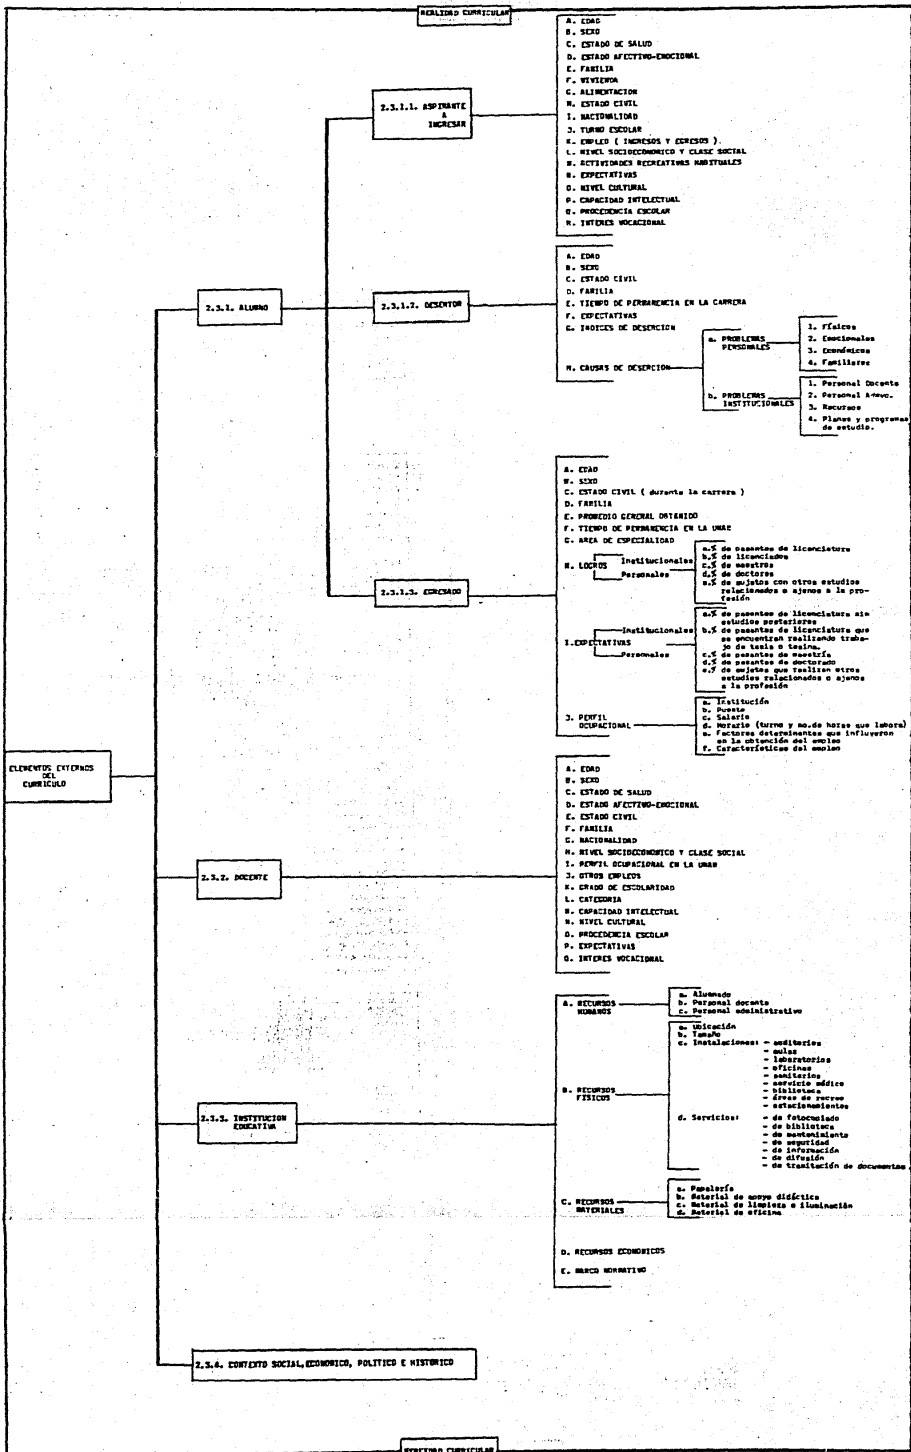 REALIDAD CURRICULAR
ELEMENTOS EXTERNOS
DEL
CURRICULO
2.3.1. ALUMNO
2.3.1.1. ASPIRANTE
A
INGRESAR
A. EDAD
B. SEXO
C. ESTADO DE SALUD
D. ESTADO AFECTIVO-EMOCIONAL
E. FAMILIA
F. VIVIENDA
G. ALIMENTACION
H. ESTADO CIVIL
I. NACIONALIDAD
J. TURNO ESCOLAR
K. EMPLEO ( INGRESOS Y EGRESOS ).
L. NIVEL SOCIOECONOMICO Y CLASE SOCIAL
M. ACTIVIDADES RECREATIVAS HABITUALES
N. EXPECTATIVAS
O. NIVEL CULTURAL
P. CAPACIDAD INTELECTUAL
Q. PROCEDENCIA ESCOLAR
R. INTERES VOCACIONAL
2.3.1.2. DESERTOR
A. EDAD
B. SEXO
C. ESTADO CIVIL
D. FAMILIA
E. TIEMPO DE PERMANENCIA EN LA CARRERA
F. EXPECTATIVAS
G. INDICES DE DESERCION
H. CAUSAS DE DESERCION
a. PROBLEMAS
PERSONALES
1. Físicos
2. Emocionales
3. Económicos
4. Familiares
b. PROBLEMAS
INSTITUCIONALES
1. Personal Docente
2. Personal Admvo.
3. Recursos
4. Planes y programas
de estudio.
2.3.1.3. EGRESADO
A. EDAD
B. SEXO
C. ESTADO CIVIL ( durante la carrera )
D. FAMILIA
E. PROMEDIO GENERAL OBTENIDO
F. TIEMPO DE PERMANENCIA EN LA UNAM
G. AREA DE ESPECIALIDAD
H. LOGROS
Institucionales
Personales
a.% de pasantes de licenciatura
b.% de licenciados
c.% de maestros
d.% de doctores
e.% de sujetos con otros estudios
relacionados o ajenos a la pro-
fesión
I.EXPECTATIVAS
Institucionales
Personales
a.% de pasantes de licenciatura sin
estudios posteriores
b.% de pasantes de licenciatura que
se encuentran realizando traba-
jo de tesis o tesina.
c.% de pasantes de maestría
d.% de pasantes de doctorado
e.% de sujetos que realizan otros
estudios relacionados o ajenos
a la profesión
J. PERFIL
OCUPACIONAL
a. Institución
b. Puesto
c. Salario
d. Horario (turno y no.de horas que labora)
e. Factores determinantes que influyeron
en la obtención del empleo
f. Características del empleo
2.3.2. DOCENTE
A. EDAD
B. SEXO
C. ESTADO DE SALUD
D. ESTADO AFECTIVO-EMOCIONAL
E. ESTADO CIVIL
F. FAMILIA
G. NACIONALIDAD
H. NIVEL SOCIOECONOMICO Y CLASE SOCIAL
I. PERFIL OCUPACIONAL EN LA UNAM
J. OTROS EMPLEOS
K. GRADO DE ESCOLARIDAD
L. CATEGORIA
M. CAPACIDAD INTELECTUAL
N. NIVEL CULTURAL
O. PROCEDENCIA ESCOLAR
P. EXPECTATIVAS
Q. INTERES VOCACIONAL
2.3.3. INSTITUCION
EDUCATIVA
A. RECURSOS
HUMANOS
a. Alumnado
b. Personal docente
c. Personal administrativo
B. RECURSOS
FISICOS
a. Ubicación
b. Tamaño
c. Instalaciones: - auditorios
- aulas
- laboratorios
- oficinas
- sanitarios
- servicio médico
- biblioteca
- áreas de recreo
- estacionamientos
d. Servicios: - de fotocopiado
- de biblioteca
- de mantenimiento
- de seguridad
- de información
- de difusión
- de tramitación de documentos.
C. RECURSOS
MATERIALES
a. Papelería
b. Material de apoyo didáctico
c. Material de limpieza e iluminación
d. Material de oficina
D. RECURSOS ECONOMICOS
E. MARCO NORMATIVO
2.3.4. CONTEXTO SOCIAL,ECONOMICO, POLITICO E HISTORICO
REALIDAD CURRICULAR